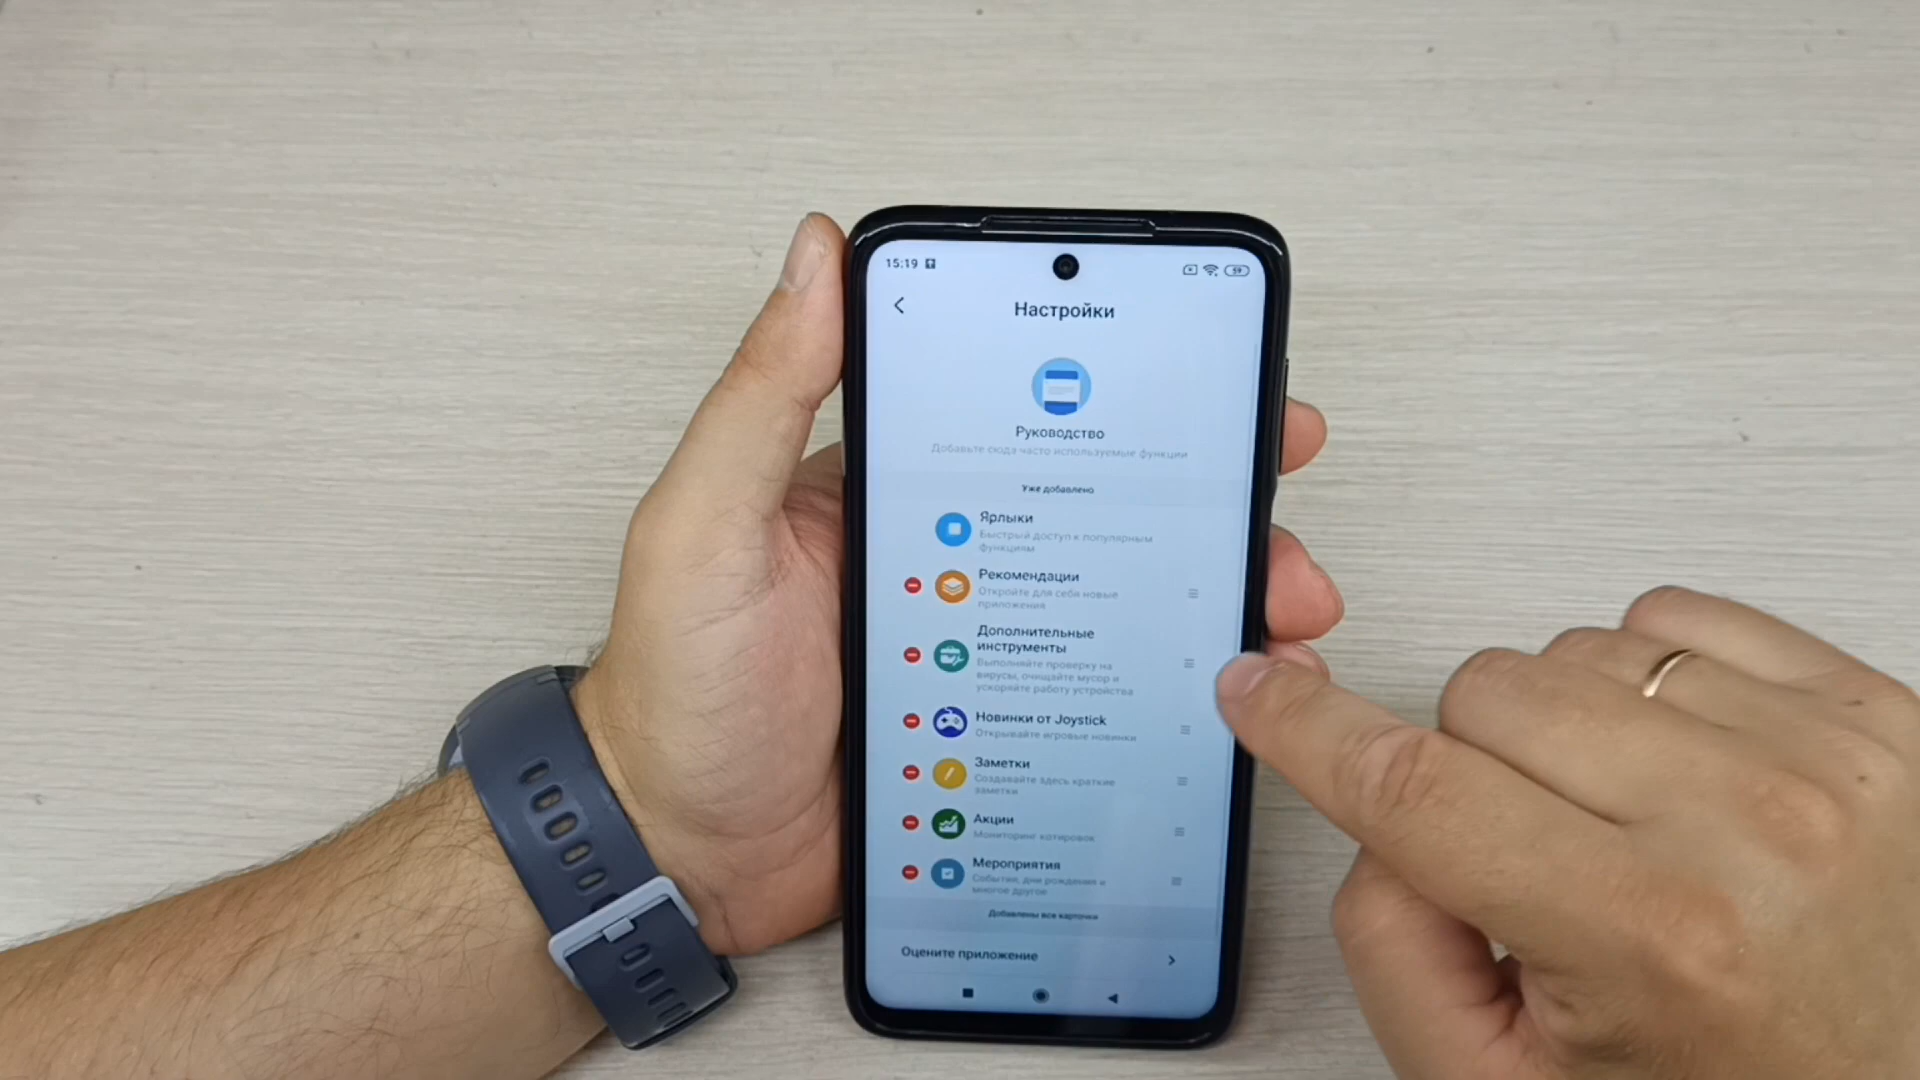 15:19
59
Настройки
Руководство
Добавьте сюда часто используемые функции
Уже добавлено
Ярлыки
Быстрый доступ к популярным
функциям
Рекомендации
Откройте для себя новые
приложения
Дополнительные
инструменты
Выполняйте проверку на
вирусы, очищайте мусор и
ускоряйте работу устройства
Новинки от Joystick
Открывайте игровые новинки
Заметки
Создавайте здесь краткие
заметки
Акции
Мониторинг котировок
Мероприятия
События, дни рождения и
многое другое
Добавлены все карточки
Оцените приложение